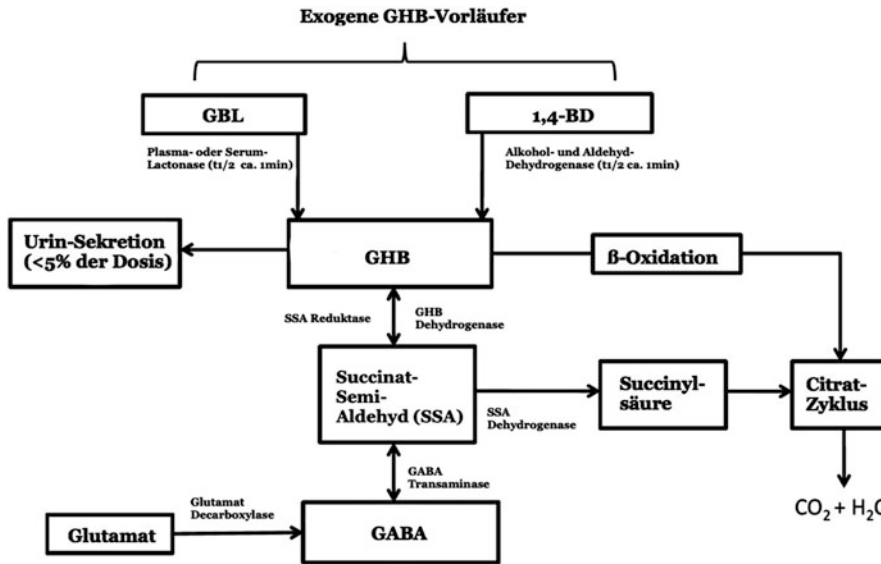 Exogene GHB-Vorläufer
GBL
1,4-BD
Plasma- oder Serum-
Lactonase (t1/2 ca. 1min)
Alkohol- und Aldehyd-
Dehydrogenase (t1/2 ca. 1min)
Urin-Sekretion
(<5% der Dosis)
GHB
ß-Oxidation
SSA Reduktase
GHB
Dehydrogenase
Succinat-
Semi-
Aldehyd (SSA)
SSA
Dehydrogenase
Succinyl-
säure
Citrat-
Zyklus
GABA
Transaminase
Glutamat
Decarboxylase
Glutamat
GABA
CO₂ + H₂O